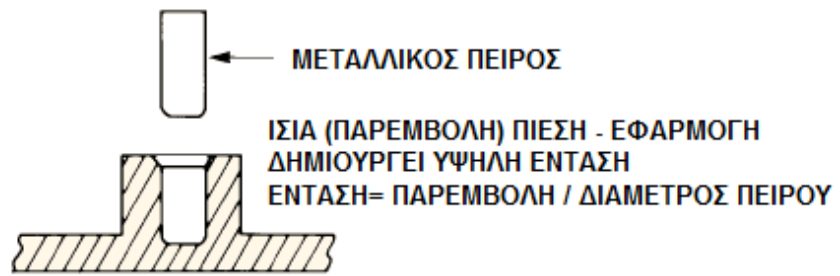 ΜΕΤΑΛΛΙΚΟΣ ΠΕΙΡΟΣ
ΙΣΙΑ (ΠΑΡΕΜΒΟΛΗ) ΠΙΕΣΗ - ΕΦΑΡΜΟΓΗ
ΔΗΜΙΟΥΡΓΕΙ ΥΨΗΛΗ ΕΝΤΑΣΗ
ΕΝΤΑΣΗ= ΠΑΡΕΜΒΟΛΗ / ΔΙΑΜΕΤΡΟΣ ΠΕΙΡΟΥ